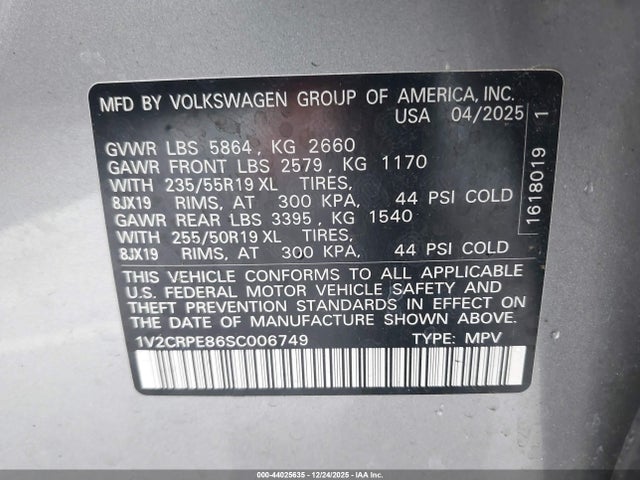 MFD BY VOLKSWAGEN GROUP OF AMERICA, INC.
USA 04/2025
GVWR LBS 5864 , KG 2660
GAWR FRONT LBS 2579 , KG 1170
WITH 235/55R19 XL TIRES,
8JX19 RIMS, AT 300 KPA, 44 PSI COLD
GAWR REAR LBS 3395 , KG 1540
WITH 255/50R19 XL TIRES,
8JX19 RIMS, AT 300 KPA, 44 PSI COLD
THIS VEHICLE CONFORMS TO ALL APPLICABLE
U.S. FEDERAL MOTOR VEHICLE SAFETY AND
THEFT PREVENTION STANDARDS IN EFFECT ON
THE DATE OF MANUFACTURE SHOWN ABOVE.
1V2CRPE86SC006749 TYPE: MPV
1618019 1
000-44025635 - 12/24/2025 - COPYRIGHT © 2025 IAA, LLC